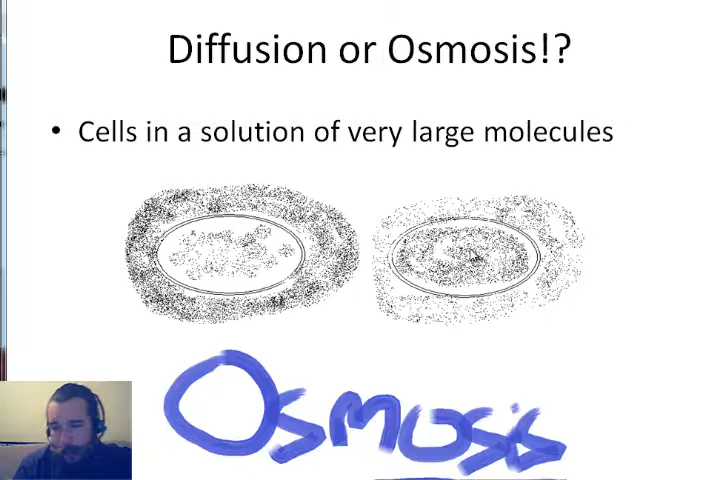 Diffusion or Osmosis!?
• Cells in a solution of very large molecules
Osmosis